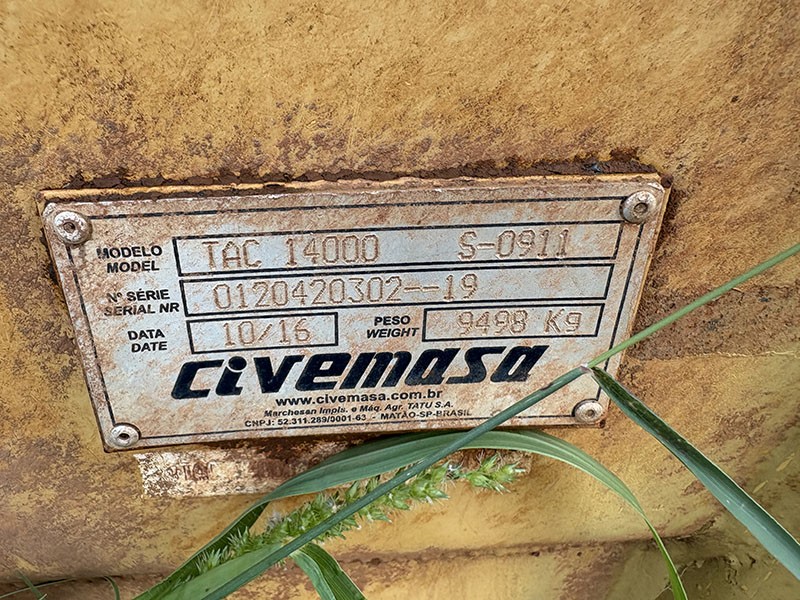 MODELO
MODEL
TAC 14000 S-0911
Nº SÉRIE
SERIAL NR
0120420302--19
DATA
DATE
10/16
PESO
WEIGHT
9498 Kg
civemasa
www.civemasa.com.br
Marchesan Impls. e Máq. Agr. TATU S.A.
CNPJ: 52.311.289/0001-63 - MATÃO-SP-BRASIL